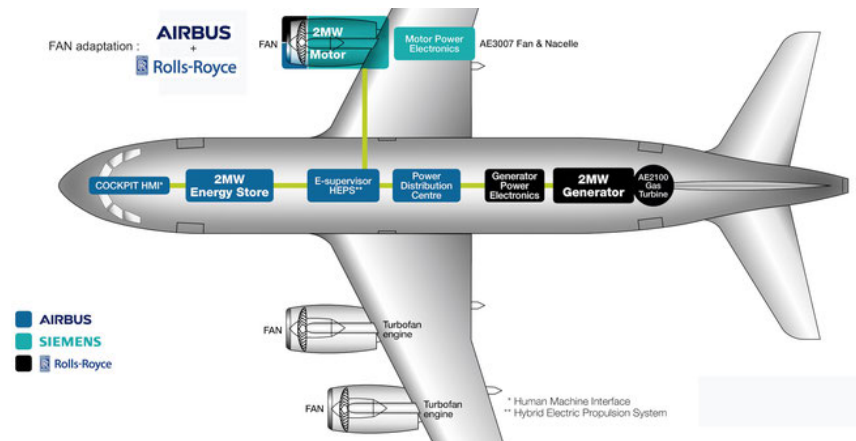 FAN adaptation :
AIRBUS
+
Rolls-Royce
FAN
2MW
Motor
Motor Power
Electronics
AE3007 Fan & Nacelle
COCKPIT HMI*
2MW
Energy Store
E-supervisor
HEPS**
Power
Distribution
Centre
Generator
Power
Electronics
2MW
Generator
AE2100
Gas
Turbine
FAN
Turbofan
engine
AIRBUS
SIEMENS
Rolls-Royce
FAN
Turbofan
engine
* Human Machine Interface
** Hybrid Electric Propulsion System